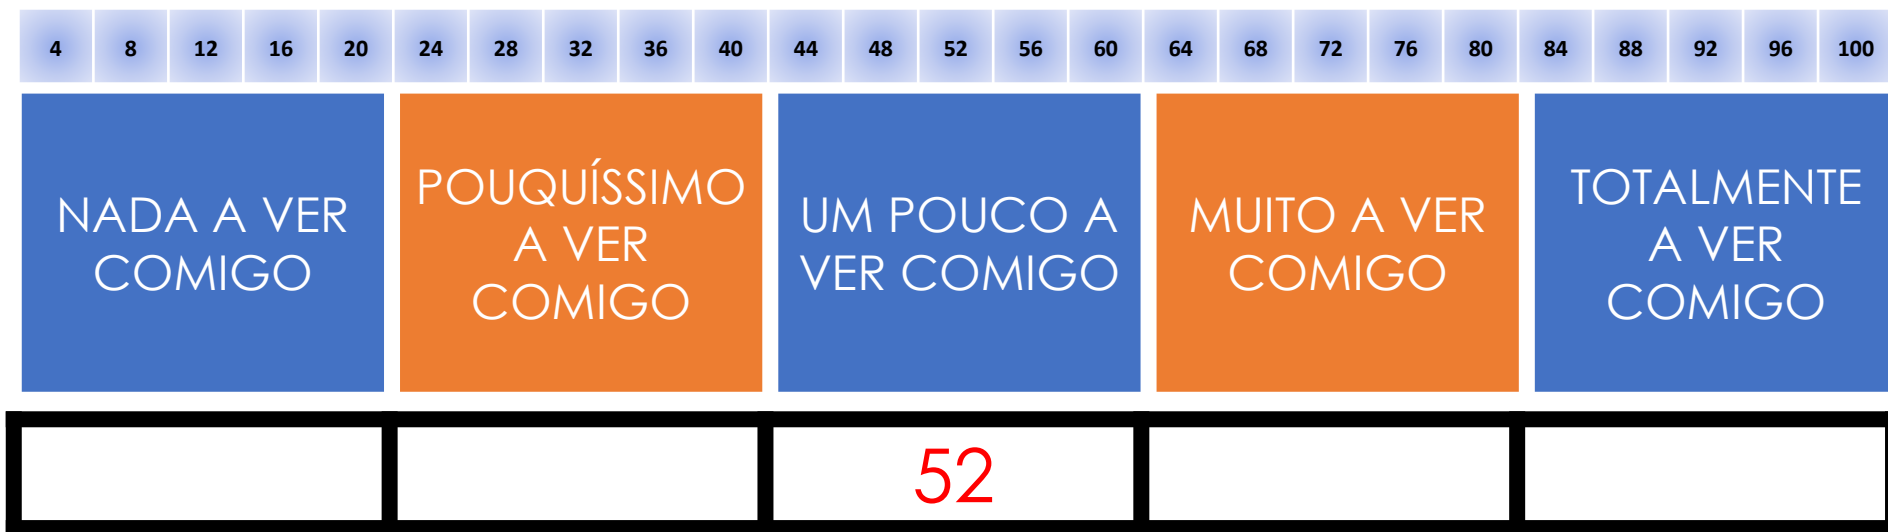 4 8 12 16 20 24 28 32 36 40 44 48 52 56 60 64 68 72 76 80 84 88 92 96 100
NADA A VER
COMIGO
POUQUÍSSIMO
A VER
COMIGO
UM POUCO A
VER COMIGO
MUITO A VER
COMIGO
TOTALMENTE
A VER
COMIGO
52